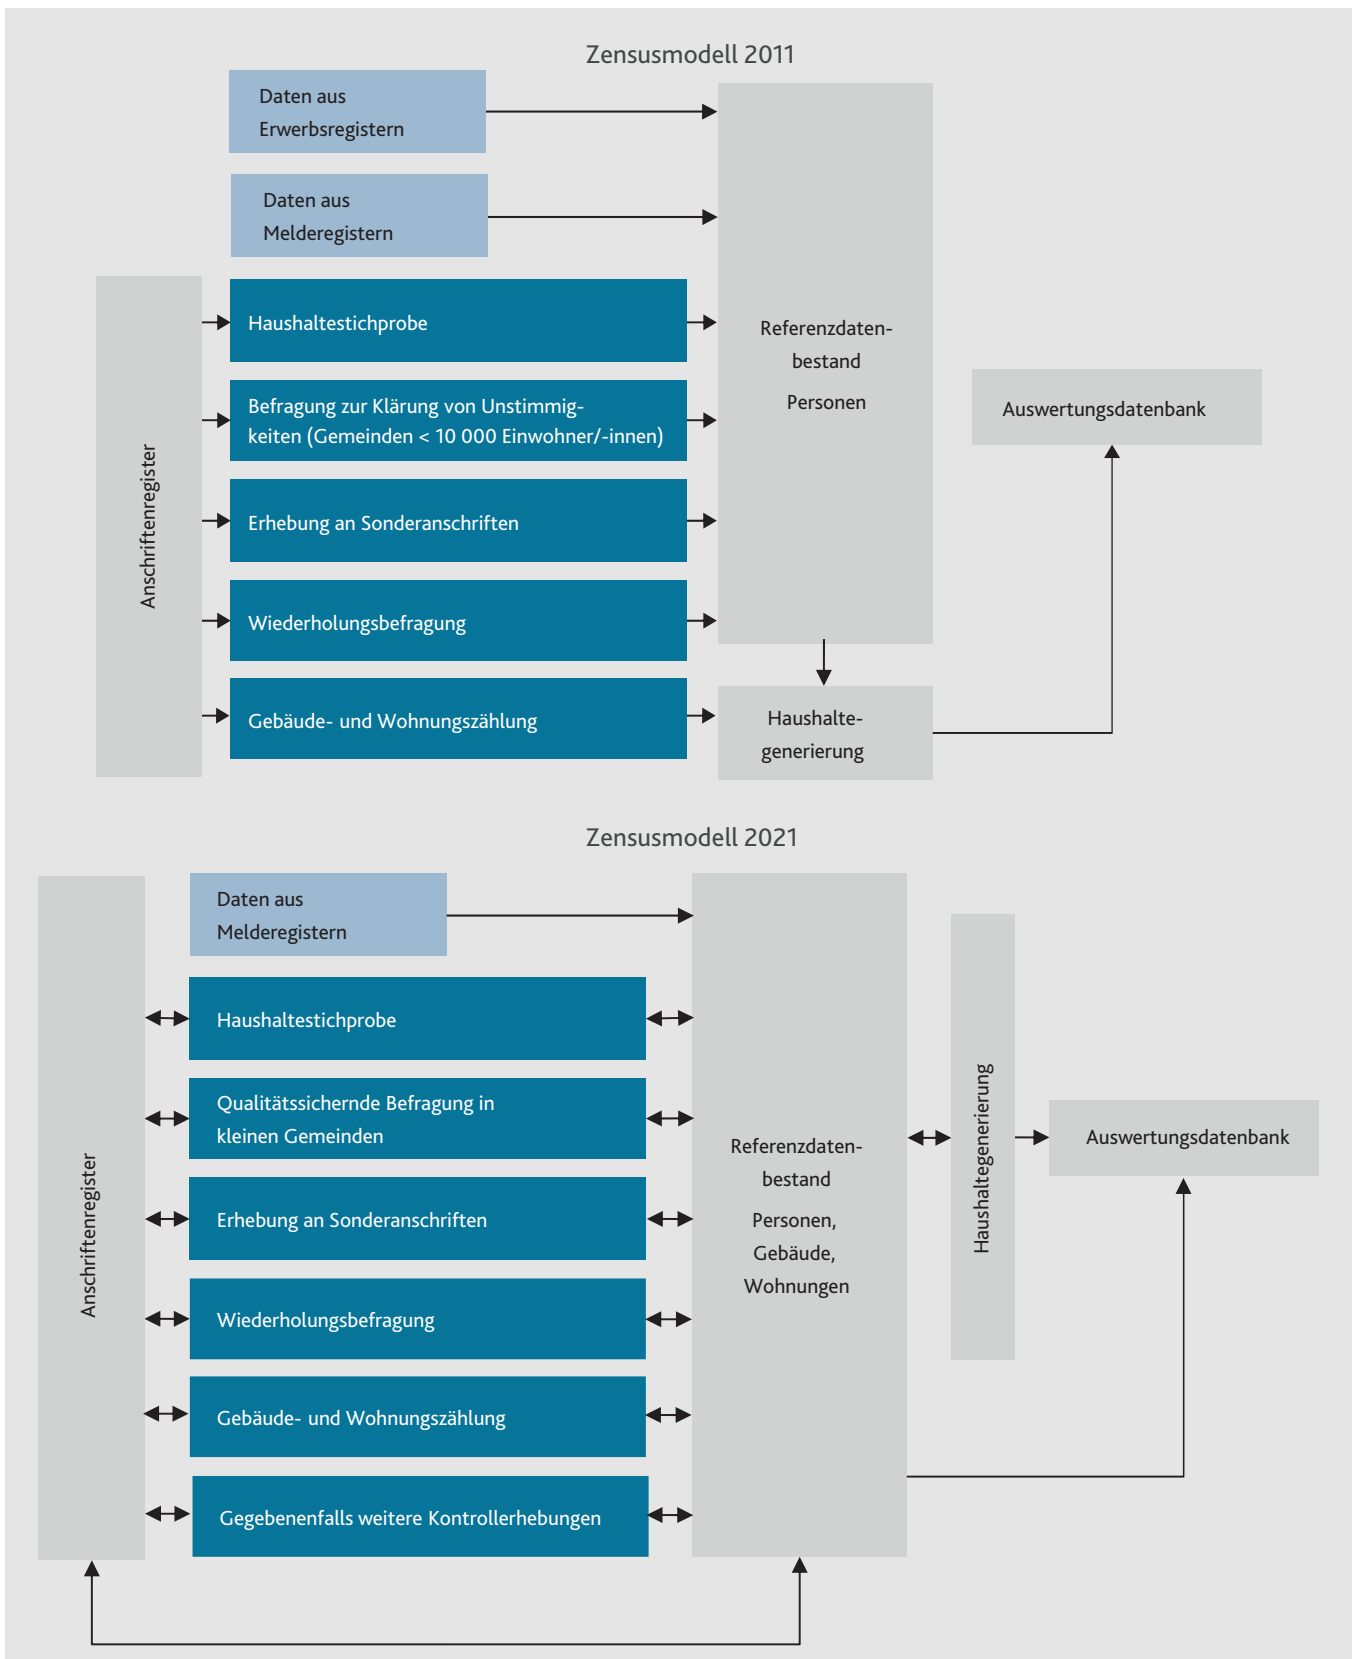 Zensusmodell 2011
Daten aus
Erwerbsregistern
Daten aus
Melderegistern
Anschriftenregister
Haushaltestichprobe
Befragung zur Klärung von Unstimmig-
keiten (Gemeinden < 10 000 Einwohner/-innen)
Erhebung an Sonderanschriften
Wiederholungsbefragung
Gebäude- und Wohnungszählung
Referenzdaten-
bestand
Personen
Haushalte-
generierung
Auswertungsdatenbank
Zensusmodell 2021
Anschriftenregister
Daten aus
Melderegistern
Haushaltestichprobe
Qualitätssichernde Befragung in
kleinen Gemeinden
Erhebung an Sonderanschriften
Wiederholungsbefragung
Gebäude- und Wohnungszählung
Gegebenenfalls weitere Kontrollerhebungen
Referenzdaten-
bestand
Personen,
Gebäude,
Wohnungen
Haushaltegenerierung
Auswertungsdatenbank